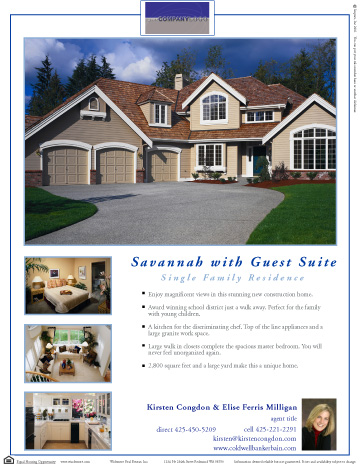 COMPANY
Savannah with Guest Suite
Single Family Residence
Enjoy magnificent views in this stunning new construction home.
Award winning school district just a walk away. Perfect for the family
with young children.
A kitchen for the discriminating chef. Top of the line appliances and a
large granite work space.
Large walk in closets complete the spacious master bedroom. You will
never feel unorganized again.
2,800 square feet and a large yard make this a unique home.
Kirsten Congdon & Elise Ferris Milligan
agent title
direct 425-450-5209 cell 425-221-2291
kirsten@kirstencongdon.com
www.coldwellbankerbain.com
Equal Housing Opportunity